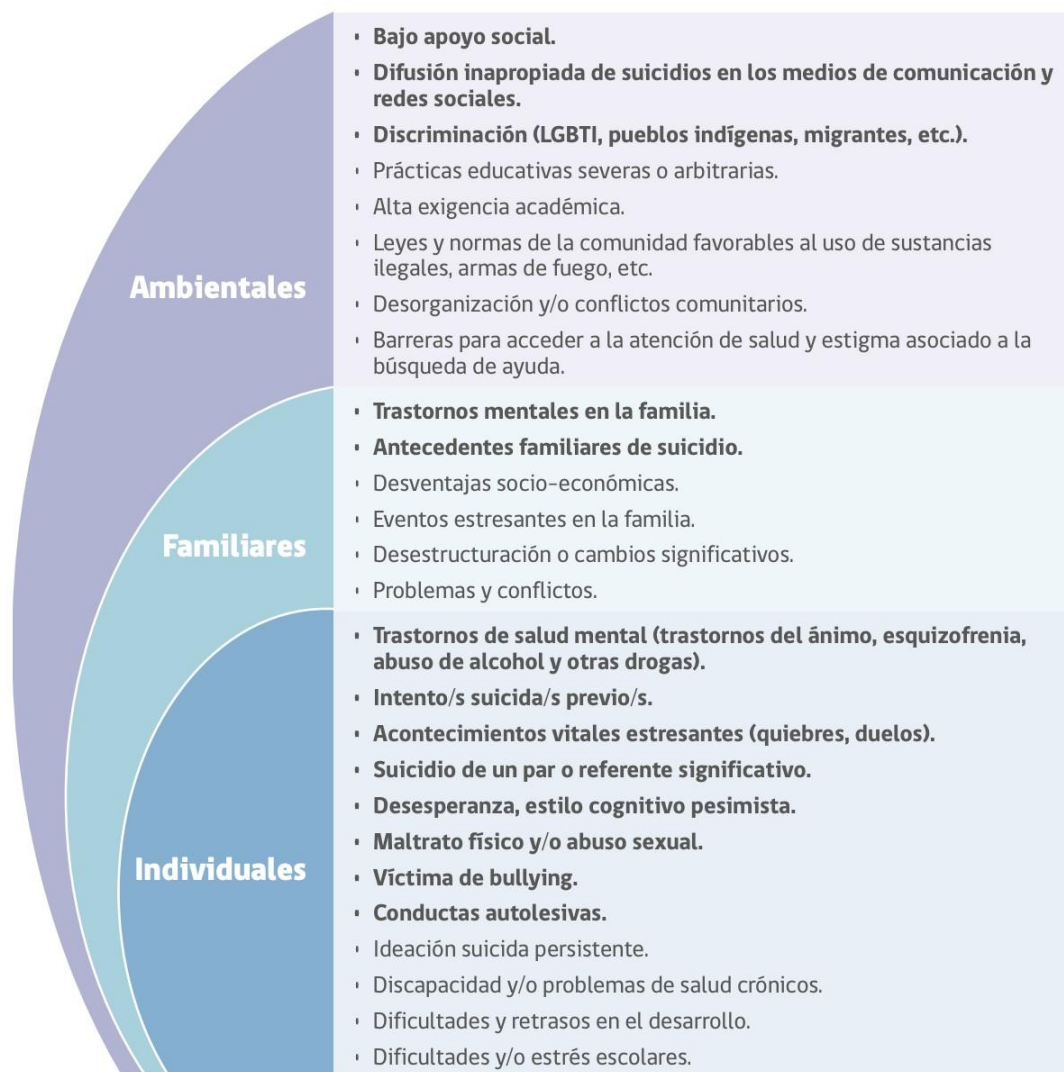 Ambientales
• Bajo apoyo social.
• Difusión inapropiada de suicidios en los medios de comunicación y
redes sociales.
• Discriminación (LGBTI, pueblos indígenas, migrantes, etc.).
• Prácticas educativas severas o arbitrarias.
• Alta exigencia académica.
• Leyes y normas de la comunidad favorables al uso de sustancias
ilegales, armas de fuego, etc.
• Desorganización y/o conflictos comunitarios.
• Barreras para acceder a la atención de salud y estigma asociado a la
búsqueda de ayuda.
Familiares
• Trastornos mentales en la familia.
• Antecedentes familiares de suicidio.
• Desventajas socio-económicas.
• Eventos estresantes en la familia.
• Desestructuración o cambios significativos.
• Problemas y conflictos.
Individuales
• Trastornos de salud mental (trastornos del ánimo, esquizofrenia,
abuso de alcohol y otras drogas).
• Intento/s suicida/s previo/s.
• Acontecimientos vitales estresantes (quiebres, duelos).
• Suicidio de un par o referente significativo.
• Desesperanza, estilo cognitivo pesimista.
• Maltrato físico y/o abuso sexual.
• Víctima de bullying.
• Conductas autolesivas.
• Ideación suicida persistente.
• Discapacidad y/o problemas de salud crónicos.
• Dificultades y retrasos en el desarrollo.
• Dificultades y/o estrés escolares.